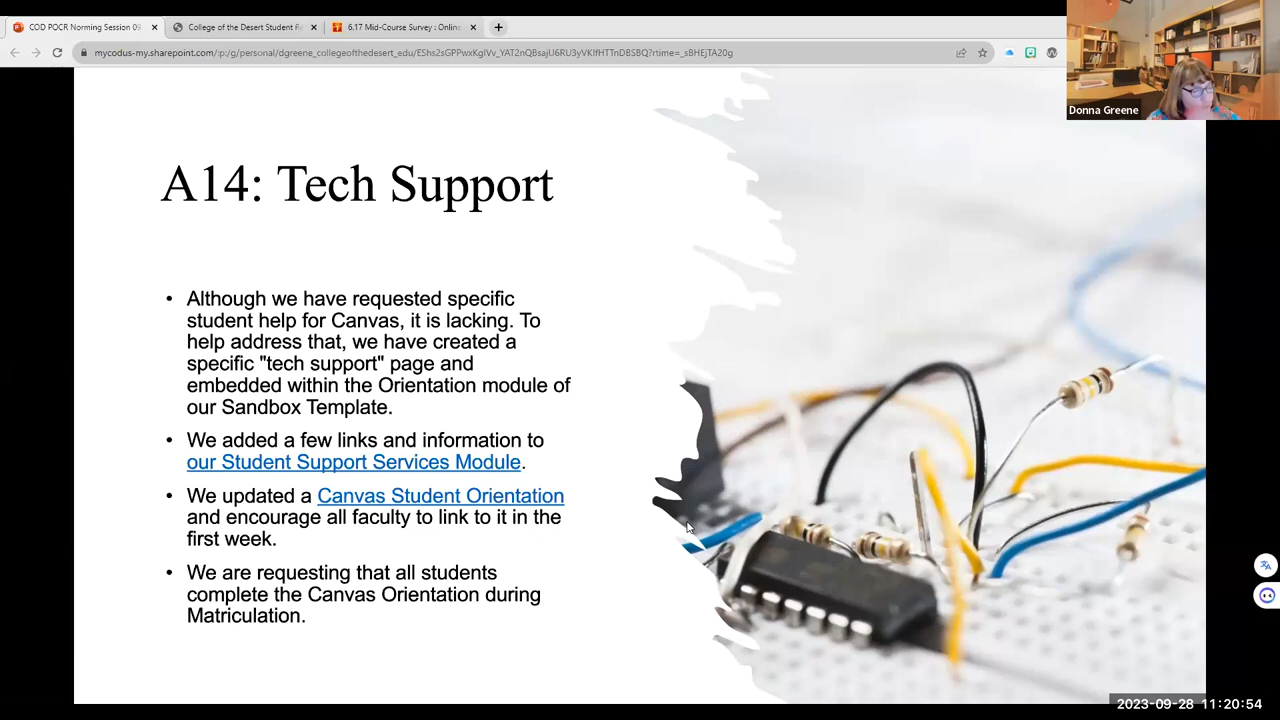 COD POCR Norming Session 09
College of the Desert Student R
6.17 Mid-Course Survey : Onlin
mycodus-my.sharepoint.com/:p:/g/personal/dgreene_collegeofthedesert_edu/
Donna Greene
A14: Tech Support
• Although we have requested specific
student help for Canvas, it is lacking. To
help address that, we have created a
specific "tech support" page and
embedded within the Orientation module of
our Sandbox Template.
• We added a few links and information to
our Student Support Services Module.
• We updated a Canvas Student Orientation
and encourage all faculty to link to it in the
first week.
• We are requesting that all students
complete the Canvas Orientation during
Matriculation.
2023-09-28 11:20:54